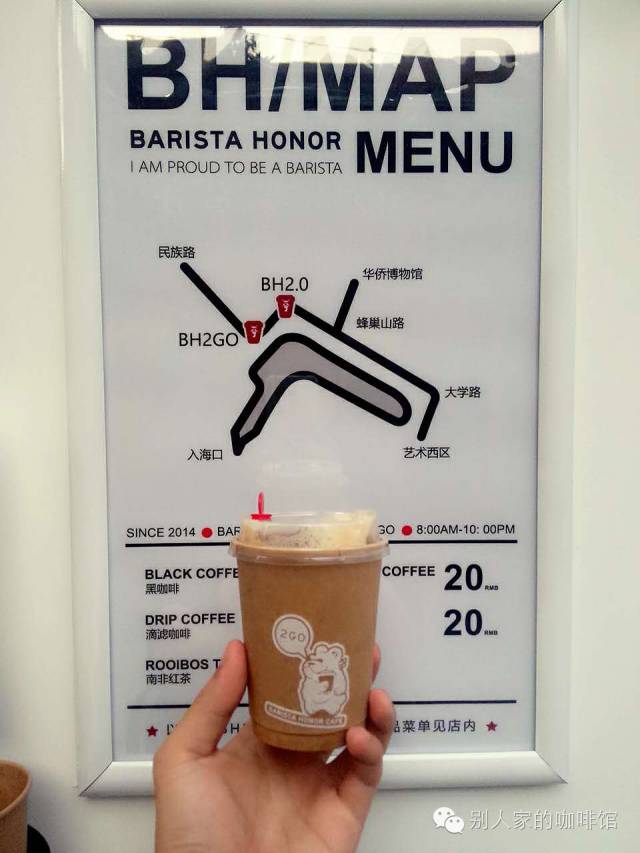 BH/MAP
BARISTA HONOR
I AM PROUD TO BE A BARISTA
MENU
民族路
BH2.0
华侨博物馆
BH2GO
蜂巢山路
大学路
入海口
艺术西区
SINCE 2014 GO 8:00AM-10: 00PM
BLACK COFFEE COFFEE 20 RMB
黑咖啡
DRIP COFFEE 20 RMB
滴滤咖啡
ROOIBOS
南非红茶
品菜单见店内
2GO
BARISTA HONOR CAFE
别人家的咖啡馆